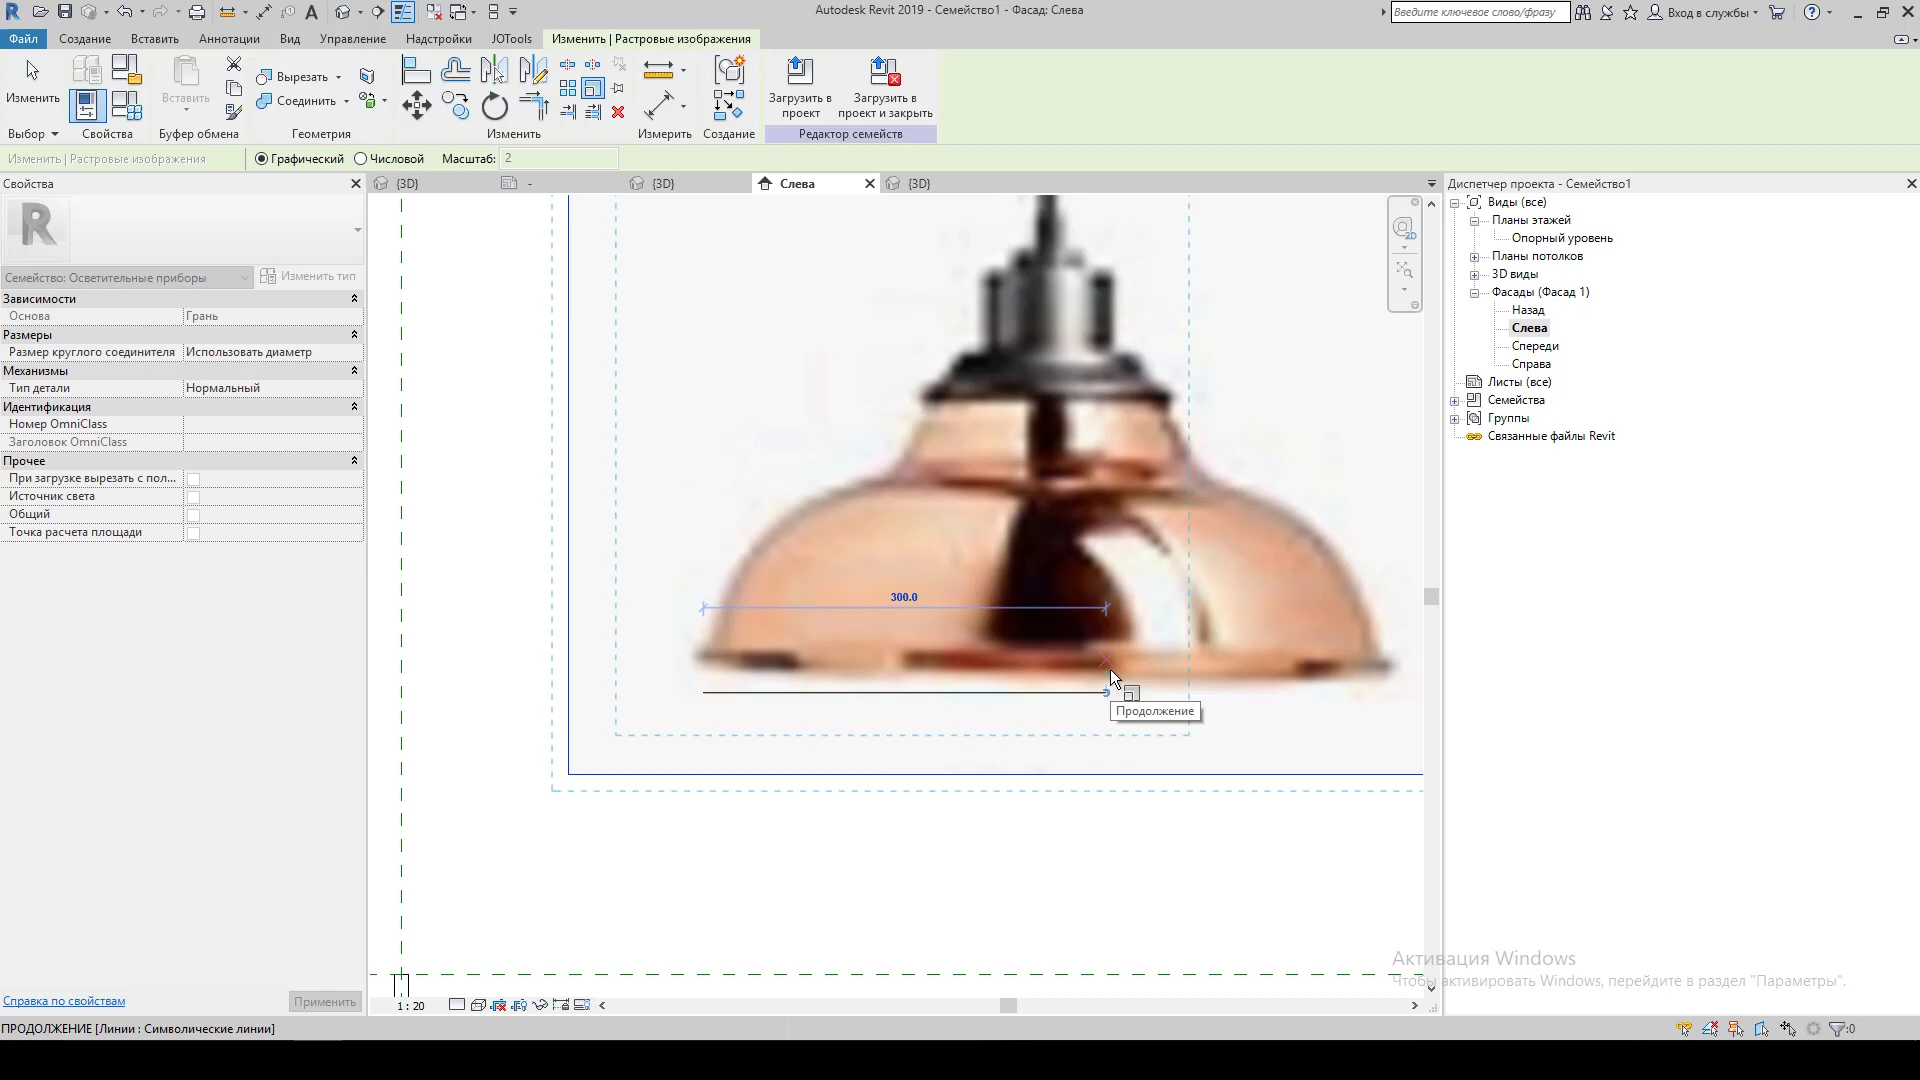 Autodesk Revit 2019 - Семейство1 - Фасад: Слева
Введите ключевое слово/фразу
Вход в службы
Файл
Создание
Вставить
Аннотации
Вид
Управление
Надстройки
JOTools
Изменить | Растровые изображения
Изменить
Вставить
Вырезать
Соединить
Загрузить в проект
Загрузить в проект и закрыть
Выбор
Свойства
Буфер обмена
Геометрия
Изменить
Измерить
Создание
Редактор семейств
Изменить | Растровые изображения
Графический
Числовой
Масштаб:
2
Свойства
{3D}
-
{3D}
Слева
{3D}
Диспетчер проекта - Семейство1
Семейство: Осветительные приборы
Изменить тип
Зависимости
Основа
Грань
Размеры
Размер круглого соединителя
Использовать диаметр
Механизмы
Тип детали
Нормальный
Идентификация
Номер OmniClass
Заголовок OmniClass
Прочее
При загрузке вырезать с пол...
Источник света
Общий
Точка расчета площади
Справка по свойствам
Применить
2D
300.0
Продолжение
Виды (все)
Планы этажей
Опорный уровень
Планы потолков
3D виды
Фасады (Фасад 1)
Назад
Слева
Спереди
Справа
Листы (все)
Семейства
Группы
Связанные файлы Revit
Активация Windows
Чтобы активировать Windows, перейдите в раздел "Параметры".
1 : 20
ПРОДОЛЖЕНИЕ [Линии : Символические линии]
:0